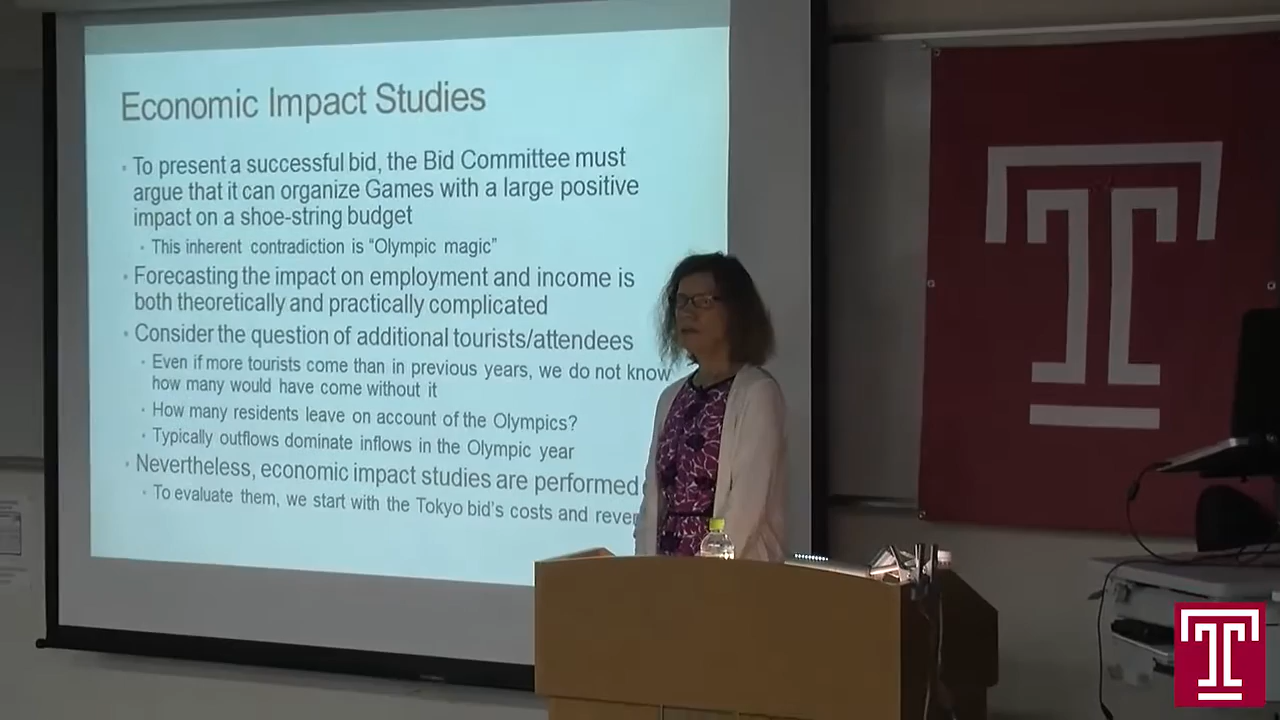 Economic Impact Studies
To present a successful bid, the Bid Committee must
argue that it can organize Games with a large positive
impact on a shoe-string budget
This inherent contradiction is “Olympic magic”
Forecasting the impact on employment and income is
both theoretically and practically complicated
Consider the question of additional tourists/attendees
Even if more tourists come than in previous years, we do not know
how many would have come without it
How many residents leave on account of the Olympics?
Typically outflows dominate inflows in the Olympic year
Nevertheless, economic impact studies are performed
To evaluate them, we start with the Tokyo bid's costs and
T
T